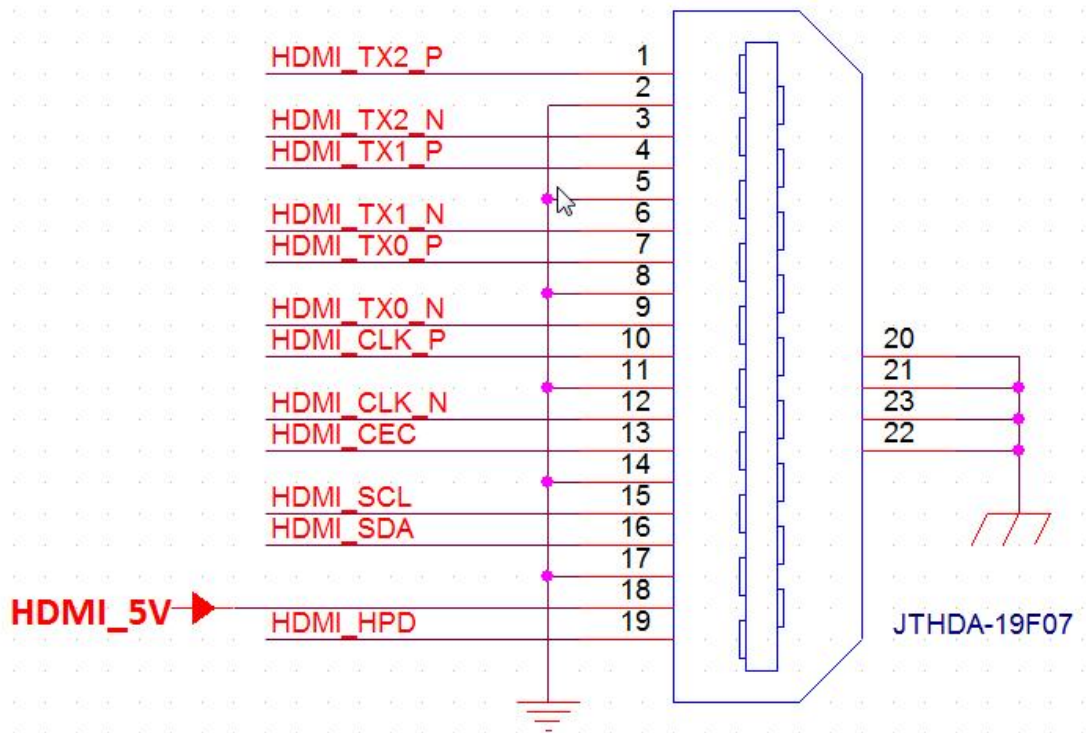 HDMI_TX2_P 1
2
HDMI_TX2_N 3
HDMI_TX1_P 4
5
HDMI_TX1_N 6
HDMI_TX0_P 7
8
HDMI_TX0_N 9
HDMI_CLK_P 10
11
HDMI_CLK_N 12
HDMI_CEC 13
14
HDMI_SCL 15
HDMI_SDA 16
17
HDMI_5V 18
HDMI_HPD 19
20
21
23
22
JTHDA-19F07